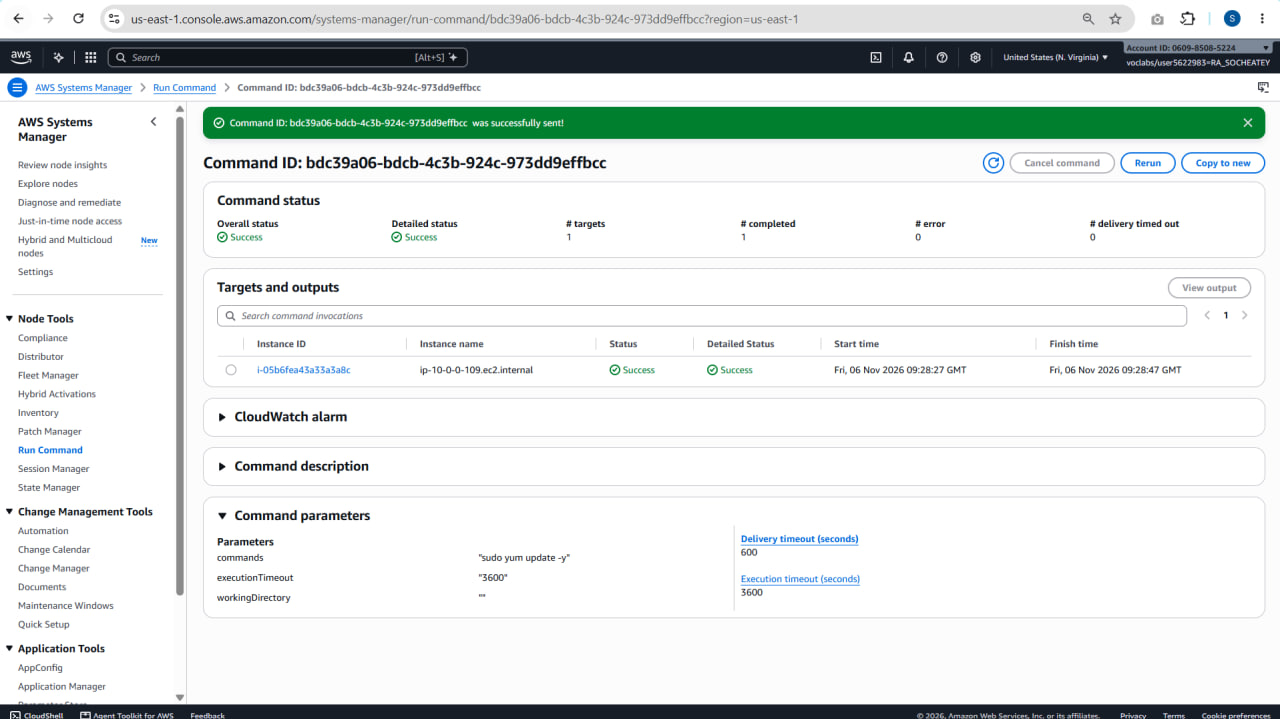 us-east-1.console.aws.amazon.com/systems-manager/run-command/bdc39a06-bdcb-4c3b-924c-973dd9effbcc?region=us-east-1
S
aws
Search [Alt+S]
United States (N. Virginia) ▼
Account ID: 0609-8508-5224 ▼
voclabs/user5622983=RA_SOCHEATEY
AWS Systems Manager > Run Command > Command ID: bdc39a06-bdcb-4c3b-924c-973dd9effbcc
AWS Systems
Manager
Review node insights
Explore nodes
Diagnose and remediate
Just-in-time node access
Hybrid and Multicloud New
nodes
Settings
Node Tools
Compliance
Distributor
Fleet Manager
Hybrid Activations
Inventory
Patch Manager
Run Command
Session Manager
State Manager
Change Management Tools
Automation
Change Calendar
Change Manager
Documents
Maintenance Windows
Quick Setup
Application Tools
AppConfig
Application Manager
Parameter Store
Command ID: bdc39a06-bdcb-4c3b-924c-973dd9effbcc was successfully sent!
Command ID: bdc39a06-bdcb-4c3b-924c-973dd9effbcc
Cancel command
Rerun
Copy to new
Command status
Overall status
Success
Detailed status
Success
# targets
1
# completed
1
# error
0
# delivery timed out
0
Targets and outputs
View output
Search command invocations
1
Instance ID Instance name Status Detailed Status Start time Finish time
i-05b6fea43a33a3a8c ip-10-0-0-109.ec2.internal Success Success Fri, 06 Nov 2026 09:28:27 GMT Fri, 06 Nov 2026 09:28:47 GMT
CloudWatch alarm
Command description
Command parameters
Parameters
commands "sudo yum update -y"
executionTimeout "3600"
workingDirectory ""
Delivery timeout (seconds)
600
Execution timeout (seconds)
3600
CloudShell Agent Toolkit for AWS Feedback © 2026, Amazon Web Services, Inc. or its affiliates. Privacy Terms Cookie preferences